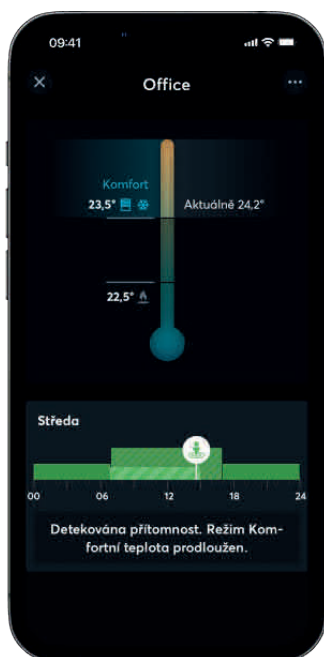 09:41
Office
Komfort
23,5°
Aktuálně 24,2°
22,5°
Středa
00 06 12 18 24
Detekována přítomnost. Režim Kom-
fortní teplota prodloužen.